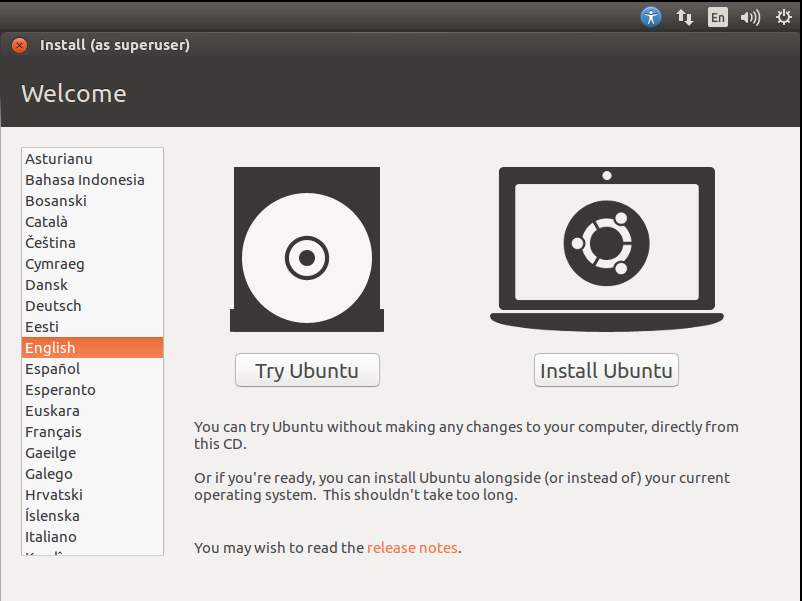 En
Install (as superuser)
Welcome
Asturianu
Bahasa Indonesia
Bosanski
Català
Čeština
Cymraeg
Dansk
Deutsch
Eesti
English
Español
Esperanto
Euskara
Français
Gaeilge
Galego
Hrvatski
Íslenska
Italiano
Try Ubuntu
Install Ubuntu
You can try Ubuntu without making any changes to your computer, directly from
this CD.
Or if you're ready, you can install Ubuntu alongside (or instead of) your current
operating system.  This shouldn't take too long.
You may wish to read the release notes.